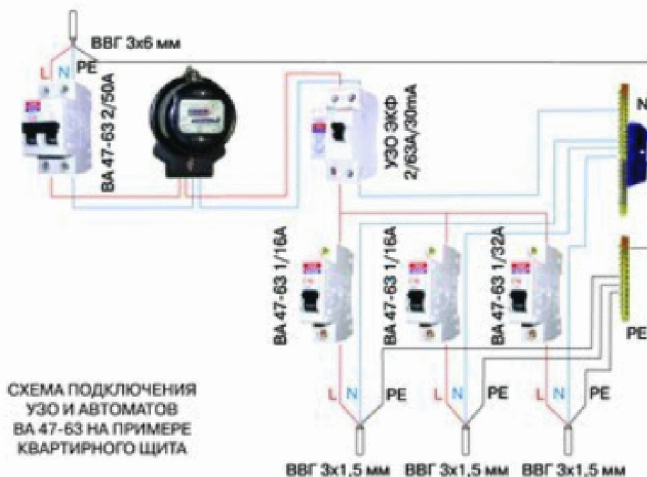 ВВГ 3х6 мм
L N PE
ВА 47-63 2/50А
УЗО ЭКФ
2/63А/30mA
N
ВА 47-63 1/16А
ВА 47-63 1/16А
ВА 47-63 1/32А
PE
L N PE
L N PE
L N PE
СХЕМА ПОДКЛЮЧЕНИЯ
УЗО И АВТОМАТОВ
ВА 47-63 НА ПРИМЕРЕ
КВАРТИРНОГО ЩИТА
ВВГ 3х1,5 мм ВВГ 3х1,5 мм ВВГ 3х1,5 мм